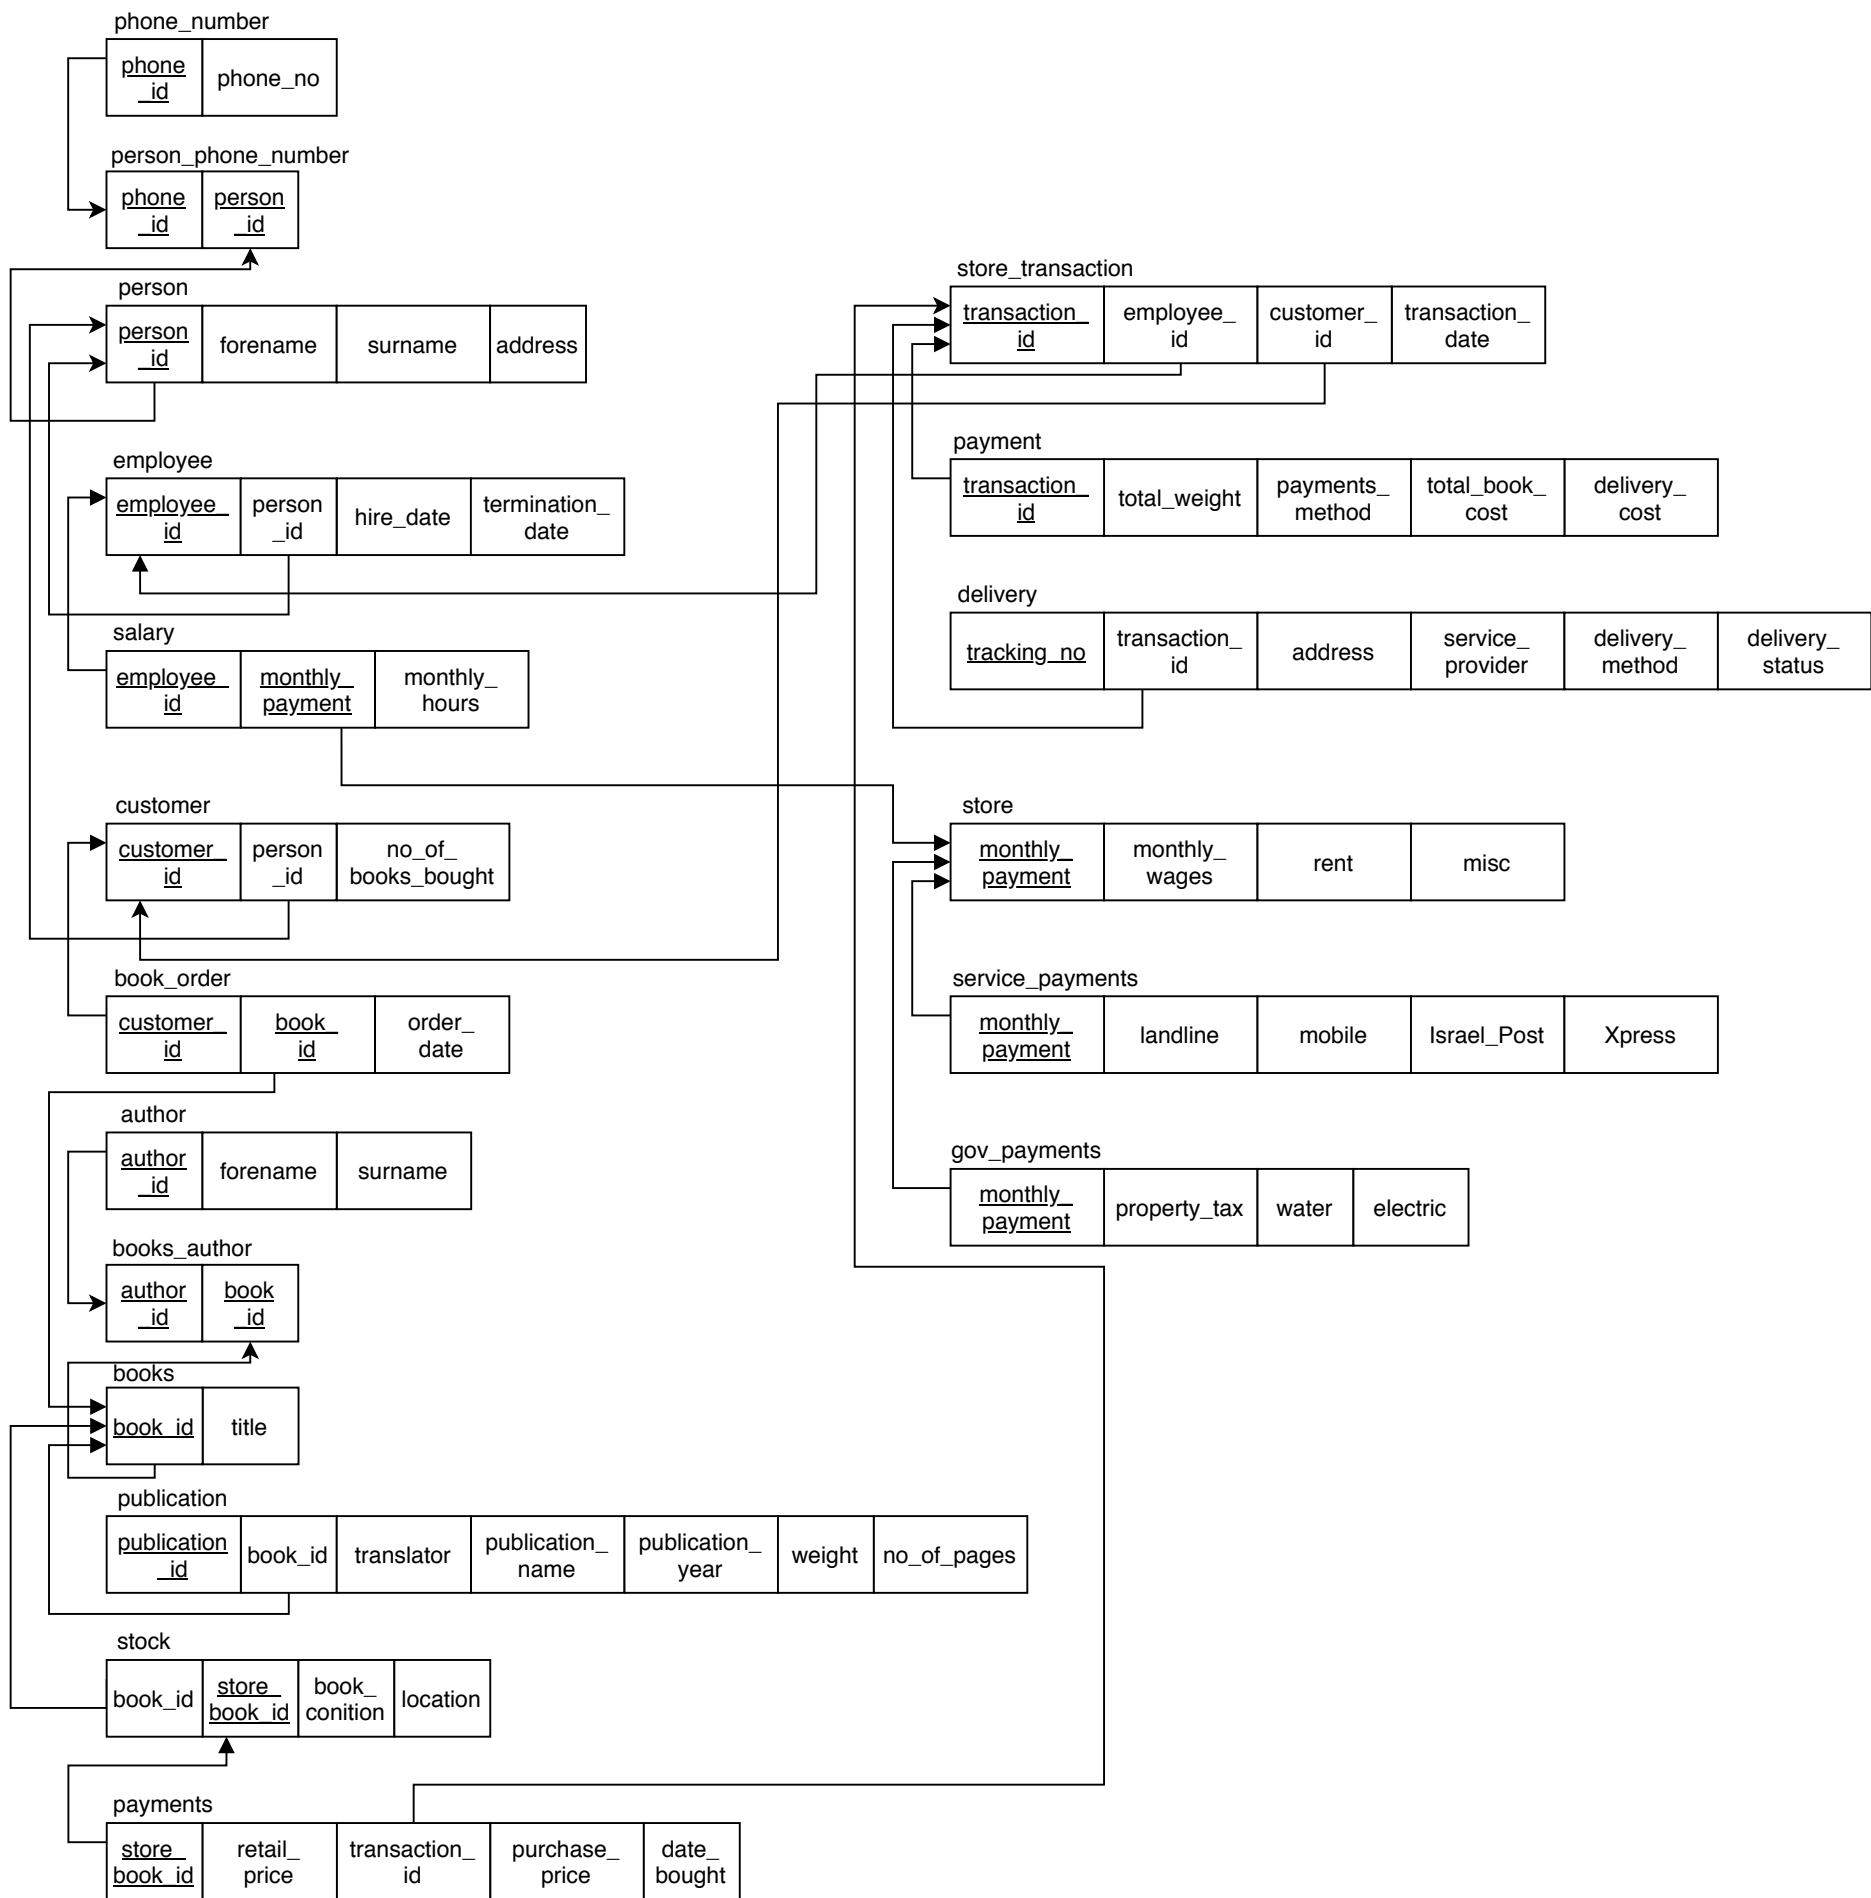 phone_number
phone
_id
phone_no
person_phone_number
phone
_id
person
_id
person
person
_id
forename
surname
address
employee
employee_
id
person
_id
hire_date
termination_
date
salary
employee_
id
monthly_
payment
monthly_
hours
customer
customer_
id
person
_id
no_of_
books_bought
book_order
customer_
id
book_
id
order_
date
author
author
_id
forename
surname
books_author
author
_id
book
_id
books
book_id
title
publication
publication
_id
book_id
translator
publication_
name
publication_
year
weight
no_of_pages
stock
book_id
store_
book_id
book_
conition
location
payments
store_
book_id
retail_
price
transaction_
id
purchase_
price
date_
bought
store_transaction
transaction_
id
employee_
id
customer_
id
transaction_
date
payment
transaction_
id
total_weight
payments_
method
total_book_
cost
delivery_
cost
delivery
tracking_no
transaction_
id
address
service_
provider
delivery_
method
delivery_
status
store
monthly_
payment
monthly_
wages
rent
misc
service_payments
monthly_
payment
landline
mobile
Israel_Post
Xpress
gov_payments
monthly_
payment
property_tax
water
electric